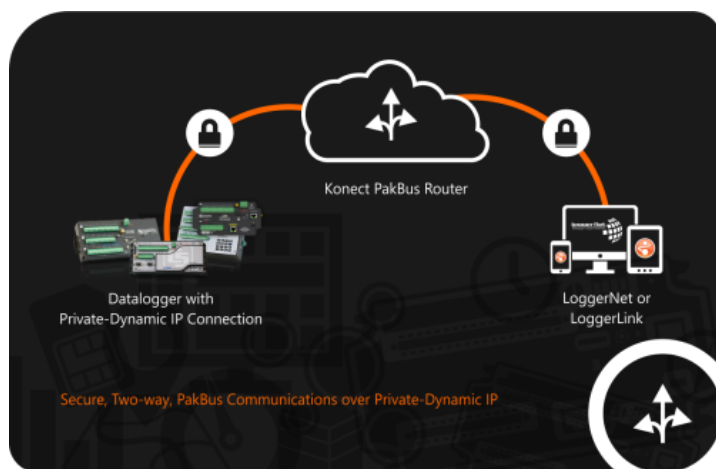 Konect PakBus Router
Datalogger with
Private-Dynamic IP Connection
LoggerNet or
LoggerLink
Secure, Two-way, PakBus Communications over Private-Dynamic IP